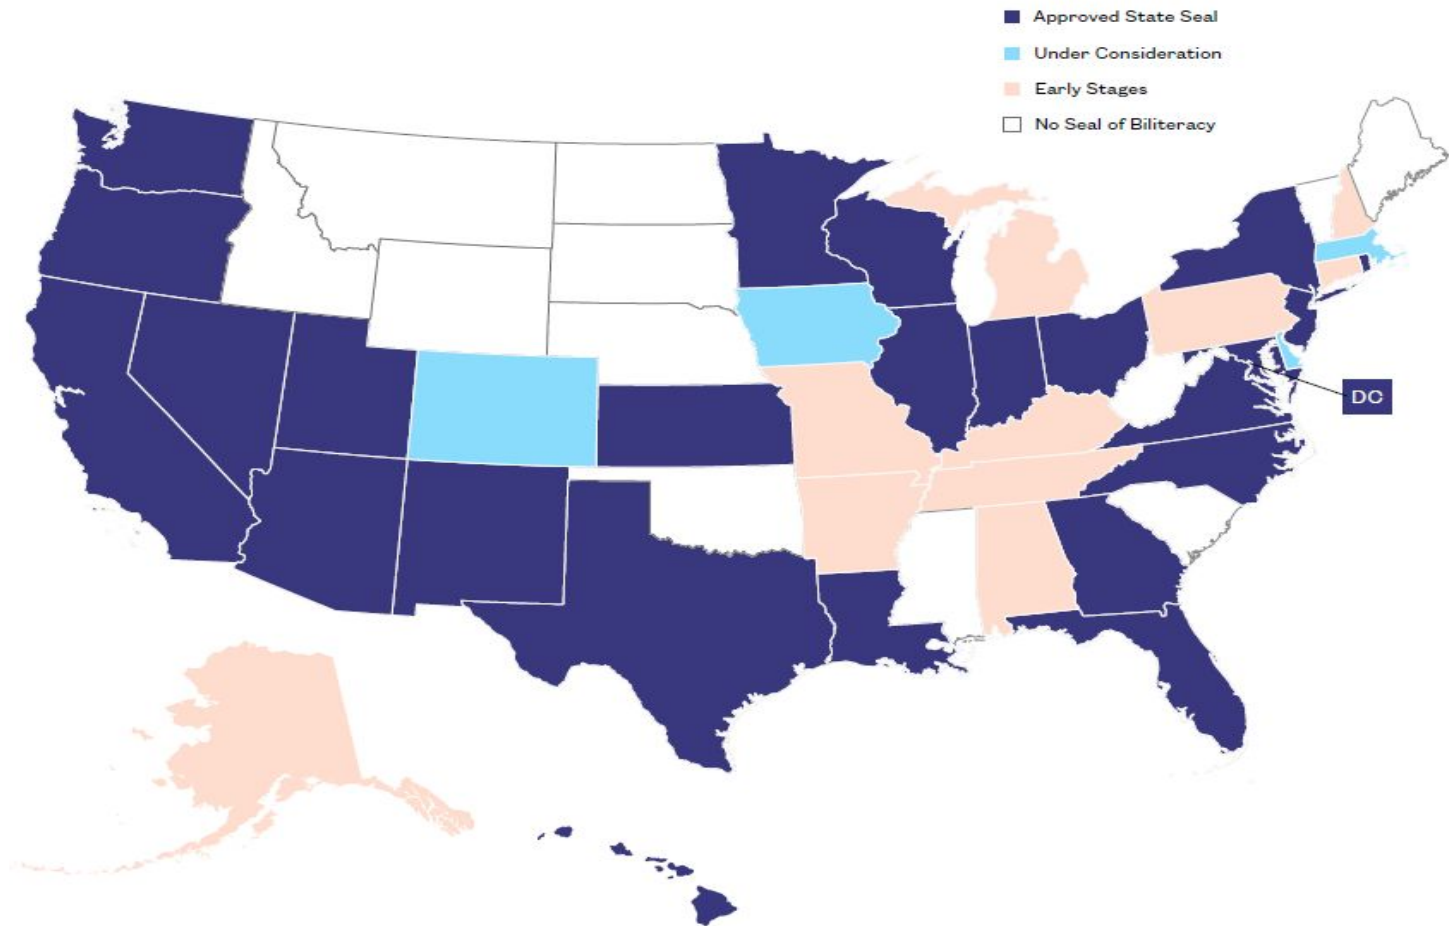 Approved State Seal
Under Consideration
Early Stages
No Seal of Biliteracy
DC